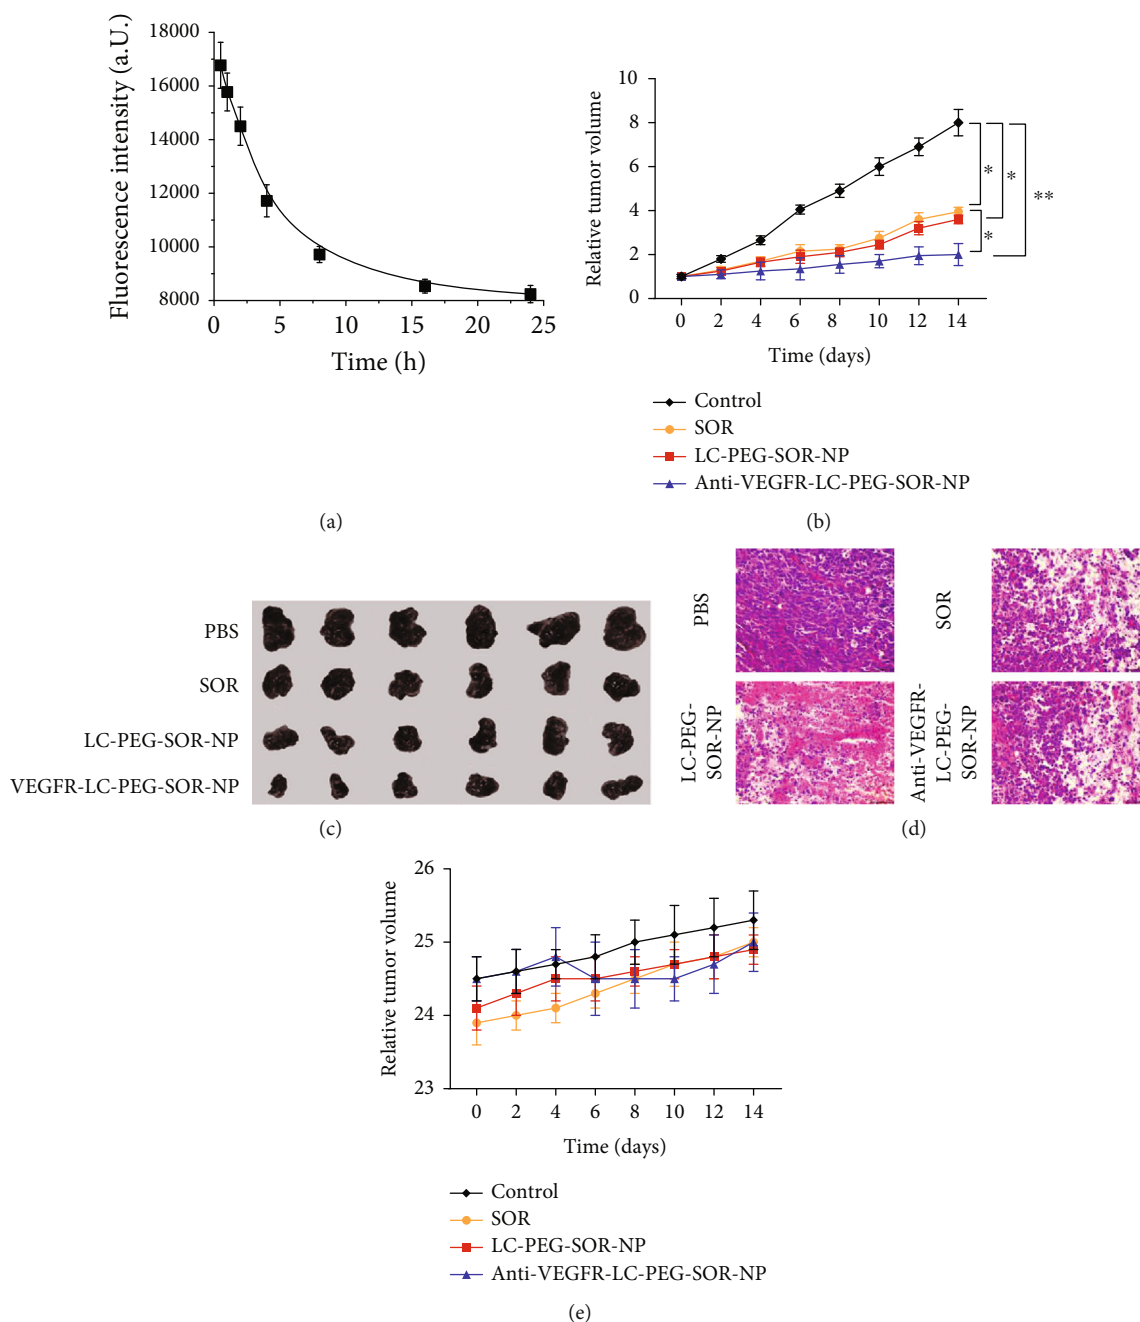 Fluorescence intensity (a.U.)
18000
16000
14000
12000
10000
8000
0 5 10 15 20 25
Time (h)
(a)
Relative tumor volume
10
8
6
4
2
0
* * ** *
0 2 4 6 8 10 12 14
Time (days)
Control
SOR
LC-PEG-SOR-NP
Anti-VEGFR-LC-PEG-SOR-NP
(b)
PBS
SOR
LC-PEG-SOR-NP
VEGFR-LC-PEG-SOR-NP
(c)
PBS
SOR
LC-PEG-
SOR-NP
Anti-VEGFR-
LC-PEG-
SOR-NP
(d)
Relative tumor volume
26
25
24
23
0 2 4 6 8 10 12 14
Time (days)
Control
SOR
LC-PEG-SOR-NP
Anti-VEGFR-LC-PEG-SOR-NP
(e)